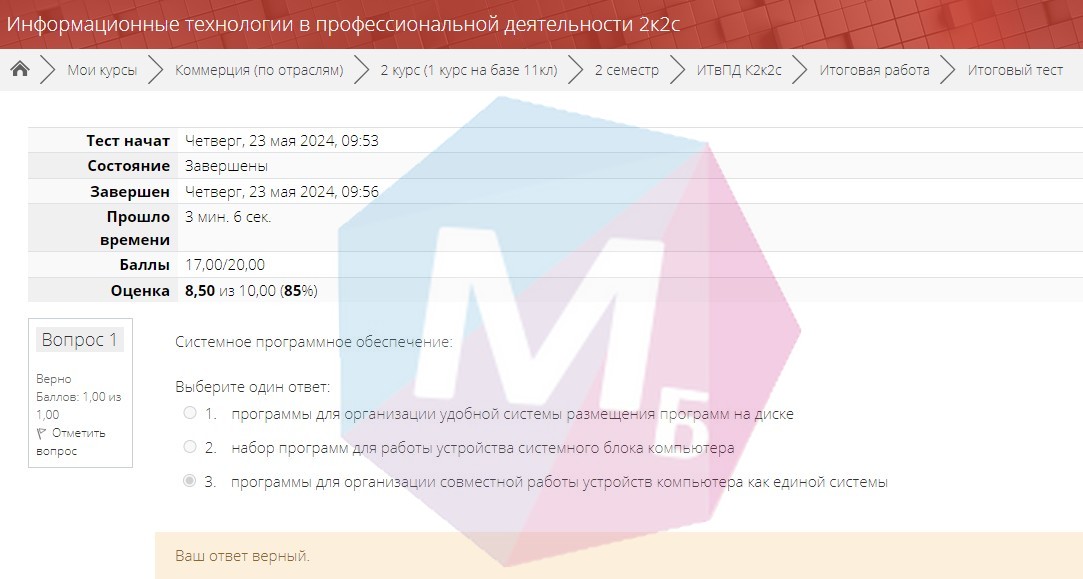 Информационные технологии в профессиональной деятельности 2к2с
Мои курсы Коммерция (по отраслям) 2 курс (1 курс на базе 11кл) 2 семестр ИТвПД К2к2с Итоговая работа Итоговый тест
Тест начат Четверг, 23 мая 2024, 09:53
Состояние Завершены
Завершен Четверг, 23 мая 2024, 09:56
Прошло 3 мин. 6 сек.
времени
Баллы 17,00/20,00
Оценка 8,50 из 10,00 (85%)
Вопрос 1
Верно
Баллов: 1,00 из
1,00
Отметить
вопрос
Системное программное обеспечение:
Выберите один ответ:
1. программы для организации удобной системы размещения программ на диске
2. набор программ для работы устройства системного блока компьютера
3. программы для организации совместной работы устройств компьютера как единой системы
Ваш ответ верный.
МБ